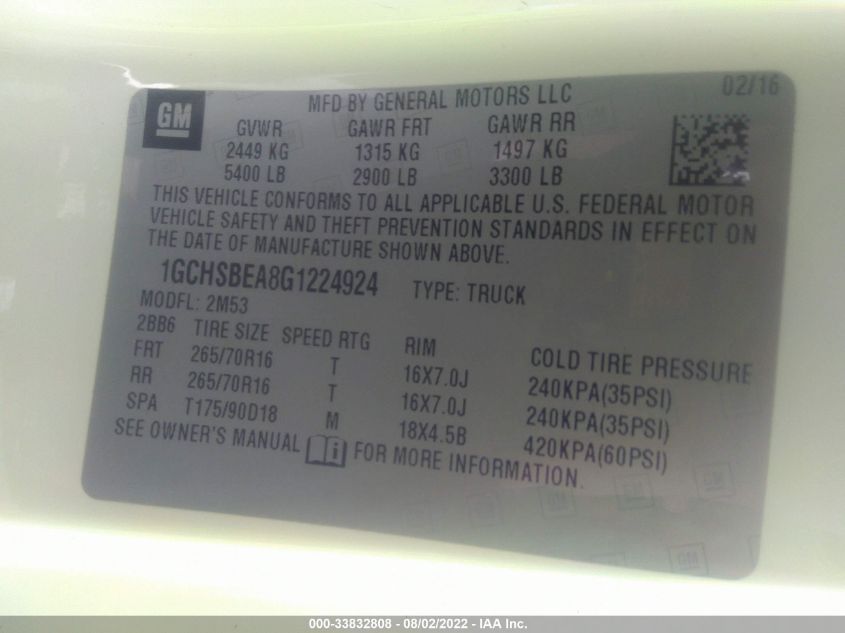 02/16
GM
MFD BY GENERAL MOTORS LLC
GVWR GAWR FRT GAWR RR
2449 KG 1315 KG 1497 KG
5400 LB 2900 LB 3300 LB
THIS VEHICLE CONFORMS TO ALL APPLICABLE U.S. FEDERAL MOTOR
VEHICLE SAFETY AND THEFT PREVENTION STANDARDS IN EFFECT ON
THE DATE OF MANUFACTURE SHOWN ABOVE.
1GCHSBEA8G1224924 TYPE: TRUCK
MODEL: 2M53
2BB6 TIRE SIZE SPEED RTG RIM COLD TIRE PRESSURE
FRT 265/70R16 T 16X7.0J 240KPA(35PSI)
RR 265/70R16 T 16X7.0J 240KPA(35PSI)
SPA T175/90D18 M 18X4.5B 420KPA(60PSI)
SEE OWNER'S MANUAL i FOR MORE INFORMATION.
000-33832808 - 08/02/2022 - IAA Inc.